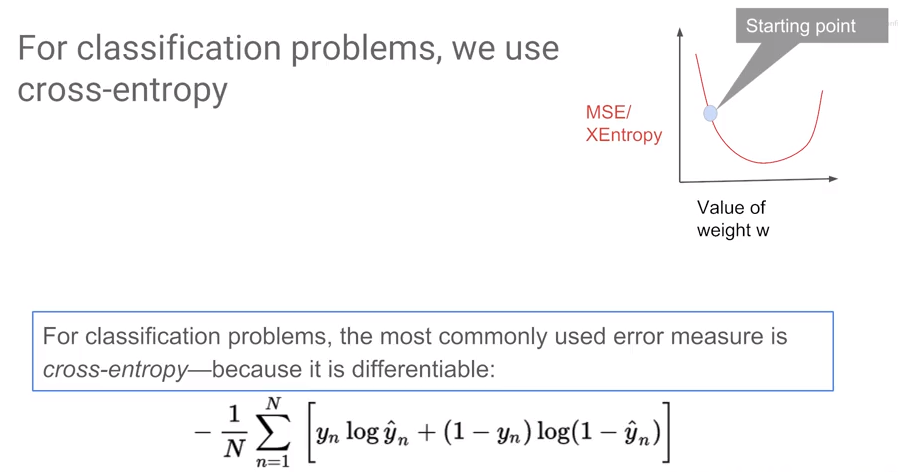 For classification problems, we use
cross-entropy
Starting point
MSE/
XEntropy
Value of
weight w
For classification problems, the most commonly used error measure is
cross-entropy—because it is differentiable:
$-\frac{1}{N}\sum_{n=1}^{N}\left[y_n \log \hat{y}_n + (1 - y_n)\log(1 - \hat{y}_n)\right]$